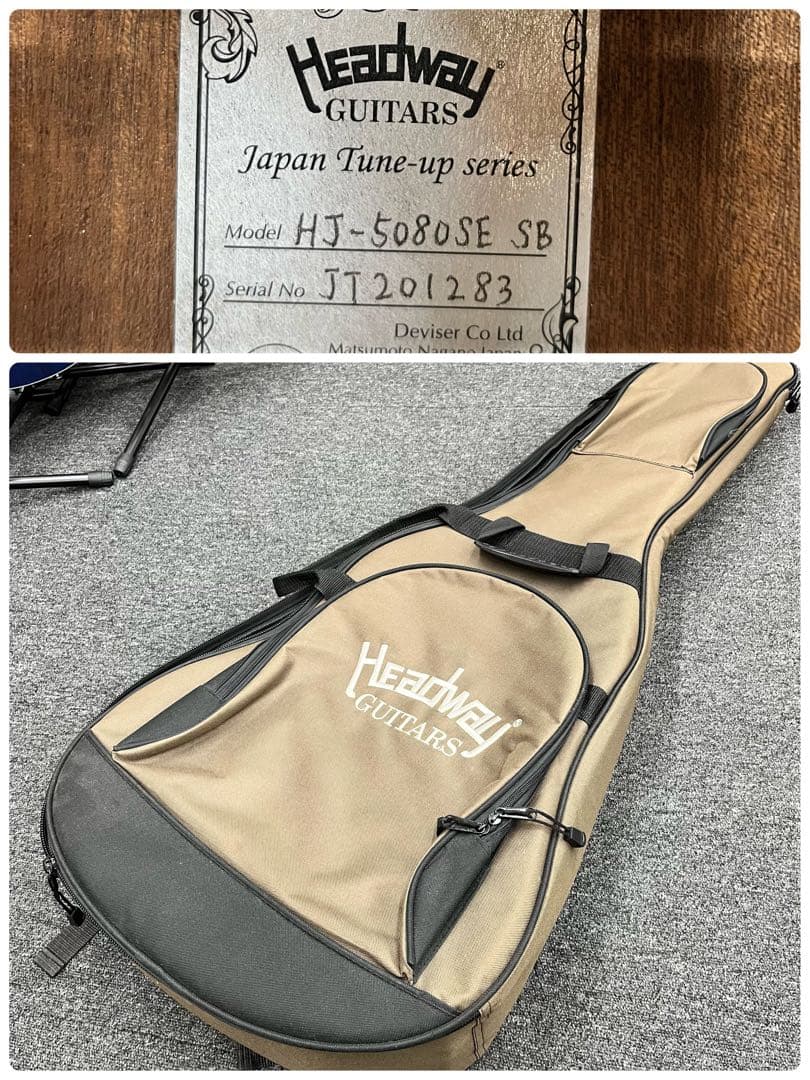 Headway®
GUITARS
Japan Tune-up series
Model HJ-5080SE SB
Serial No JT201283
Deviser Co Ltd
Matsumoto Nagano Japan
Headway®
GUITARS